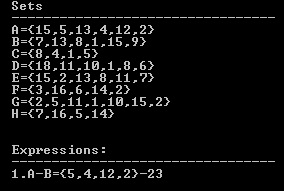 Sets
---------------------------------
A={15,5,13,4,12,2}
B={7,13,8,1,15,9}
C={8,4,1,5}
D={18,11,10,1,8,6}
E={15,2,13,8,11,7}
F={3,16,6,14,2}
G={2,5,11,1,10,15,2}
H={7,16,5,14}
Expressions:
---------------------------------
1.A-B={5,4,12,2}-23